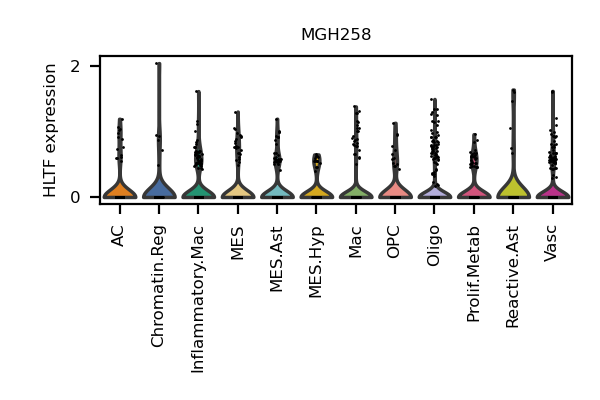 MGH258
HLTF expression
2
0
AC
Chromatin.Reg
Inflammatory.Mac
MES
MES.Ast
MES.Hyp
Mac
OPC
Oligo
Prolif.Metab
Reactive.Ast
Vasc